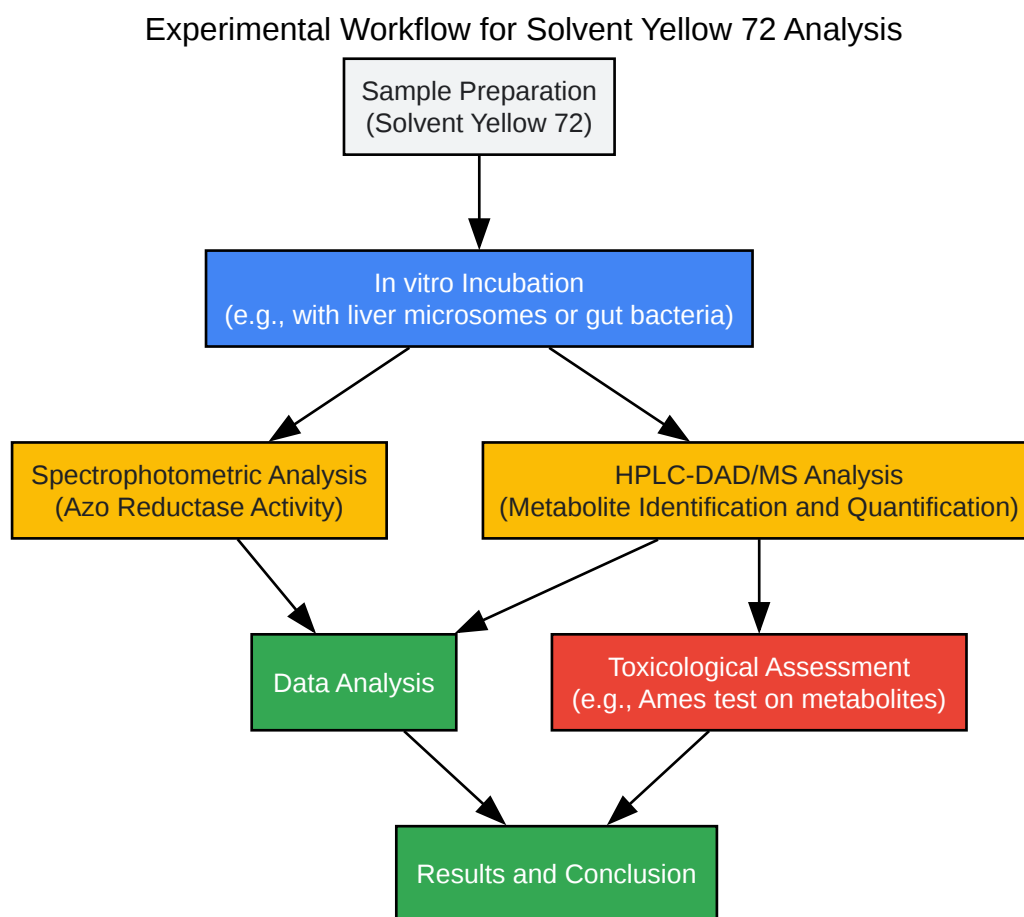 Experimental Workflow for Solvent Yellow 72 Analysis
Sample Preparation
(Solvent Yellow 72)
In vitro Incubation
(e.g., with liver microsomes or gut bacteria)
Spectrophotometric Analysis
(Azo Reductase Activity)
HPLC-DAD/MS Analysis
(Metabolite Identification and Quantification)
Data Analysis
Toxicological Assessment
(e.g., Ames test on metabolites)
Results and Conclusion